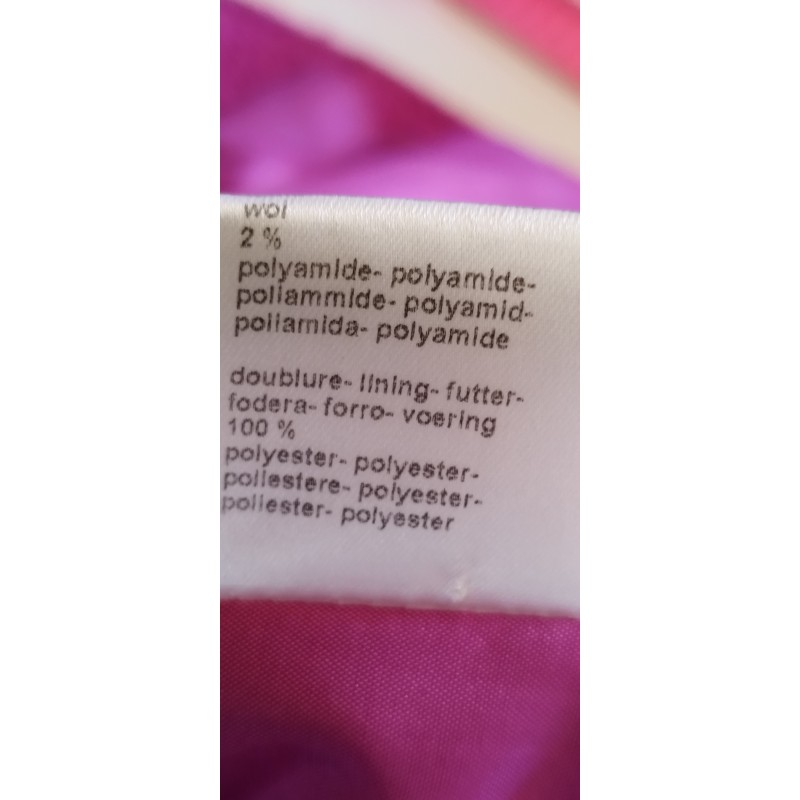 wol
2 %
polyamide- polyamide-
poliammide- polyamid-
poliamida- polyamide
doublure- lining- futter-
fodera- forro- voering
100 %
polyester- polyester-
poliestere- polyester-
poliester- polyester